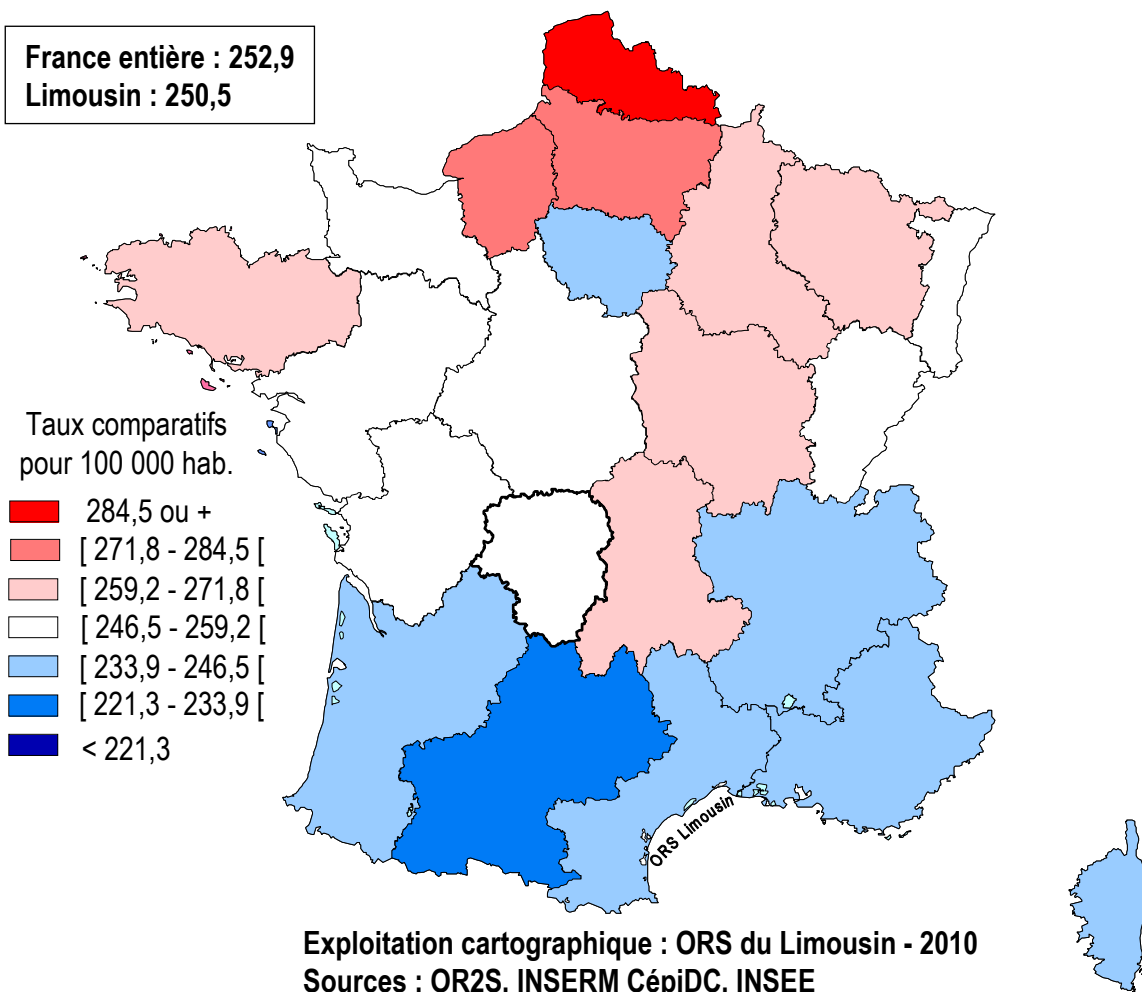 France entière : 252,9
Limousin : 250,5
Taux comparatifs
pour 100 000 hab.
284,5 ou +
[ 271,8 - 284,5 [
[ 259,2 - 271,8 [
[ 246,5 - 259,2 [
[ 233,9 - 246,5 [
[ 221,3 - 233,9 [
< 221,3
ORS Limousin
Exploitation cartographique : ORS du Limousin - 2010
Sources : OR2S, INSERM CépiDC, INSEE